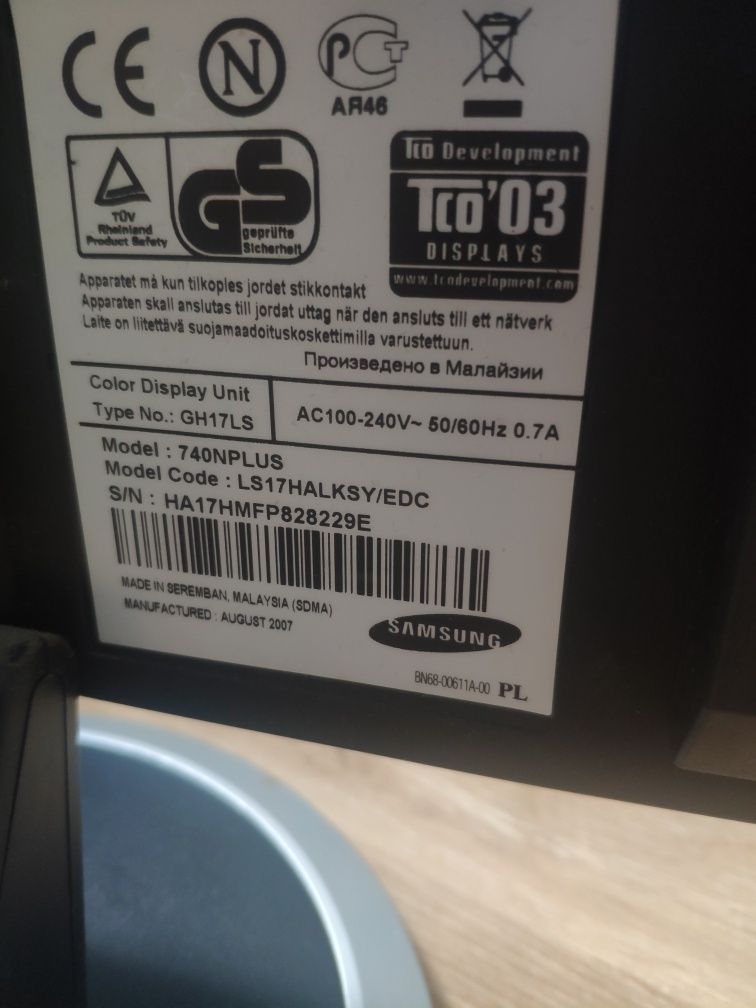 CE N PCT
АЯ46
TÜV
Rheinland
Product Safety
GS
geprüfte
Sicherheit
TCO Development
TCO'03
DISPLAYS
www.tcodevelopment.com
Apparatet må kun tilkoples jordet stikkontakt
Apparaten skall anslutas till jordat uttag när den ansluts till ett nätverk
Laite on liitettävä suojamaadoituskoskettimilla varustettuun.
Произведено в Малайзии
Color Display Unit
Type No.: GH17LS
AC100-240V~ 50/60Hz 0.7A
Model : 740NPLUS
Model Code : LS17HALKSY/EDC
S/N : HA17HMFP828229E
MADE IN SEREMBAN, MALAYSIA (SDMA)
MANUFACTURED : AUGUST 2007
SAMSUNG
BN68-00611A-00 PL